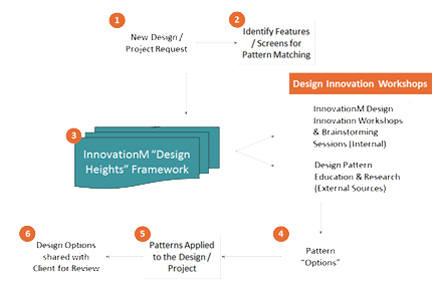 1
New Design /
Project Request
2
Identify Features
/ Screens for
Pattern Matching
Design Innovation Workshops
InnovationM Design
Innovation Workshops
& Brainstorming
Sessions (Internal)
Design Pattern
Education & Research
(External Sources)
3
InnovationM “Design
Heights” Framework
4
Pattern
“Options”
5
Patterns Applied
to the Design /
Project
6
Design Options
shared with
Client for Review